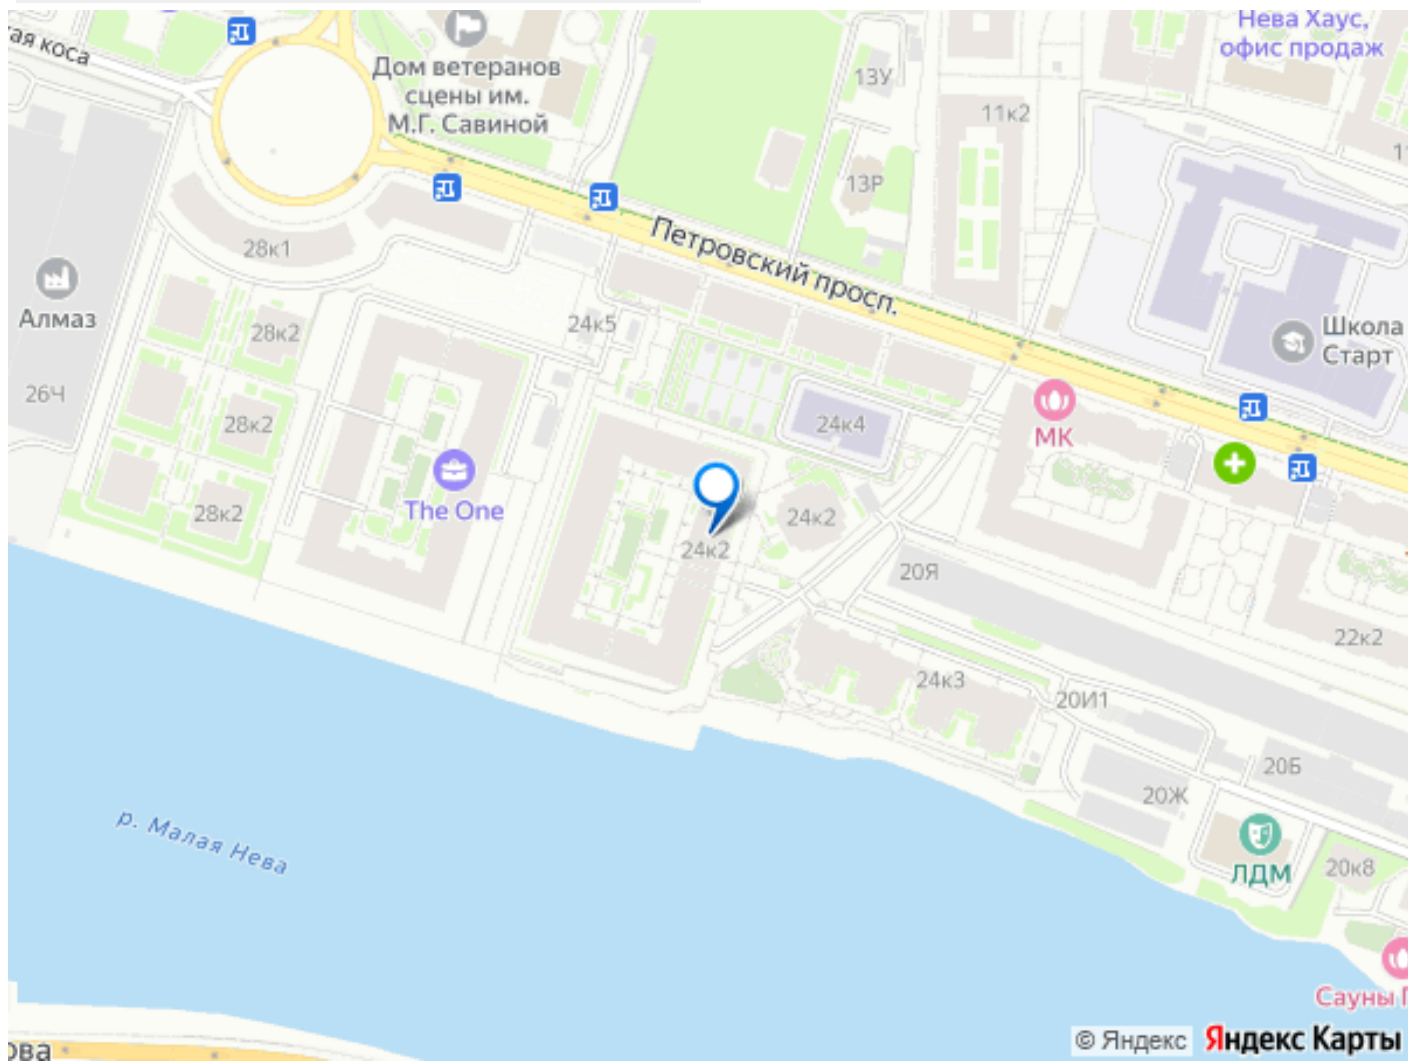 Нева Хаус,
офис продаж
ая коса
Дом ветеранов
сцены им.
М.Г. Савиной
13У
11к2
11
13Р
28к1
Петровский просп.
Алмаз
28к2
24к5
Школа
Старт
26Ч
28к2
24к4
МК
28к2
The One
24к2
24к2
20Я
22к2
24к3
20И1
20Б
20Ж
р. Малая Нева
ЛДМ
20к8
Сауны
ова
© Яндекс
Яндекс Карты